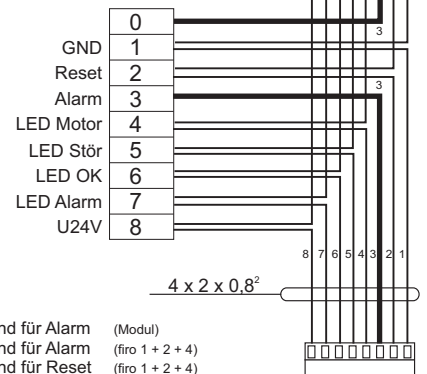 0
3
GND 1
Reset 2
3
Alarm 3
LED Motor 4
LED Stör 5
LED OK 6
LED Alarm 7
U24V 8
8 7 6 5 4 3 2 1
4 x 2 x 0,8²
nd für Alarm (Modul)
nd für Alarm (firo 1 + 2 + 4)
nd für Reset (firo 1 + 2 + 4)